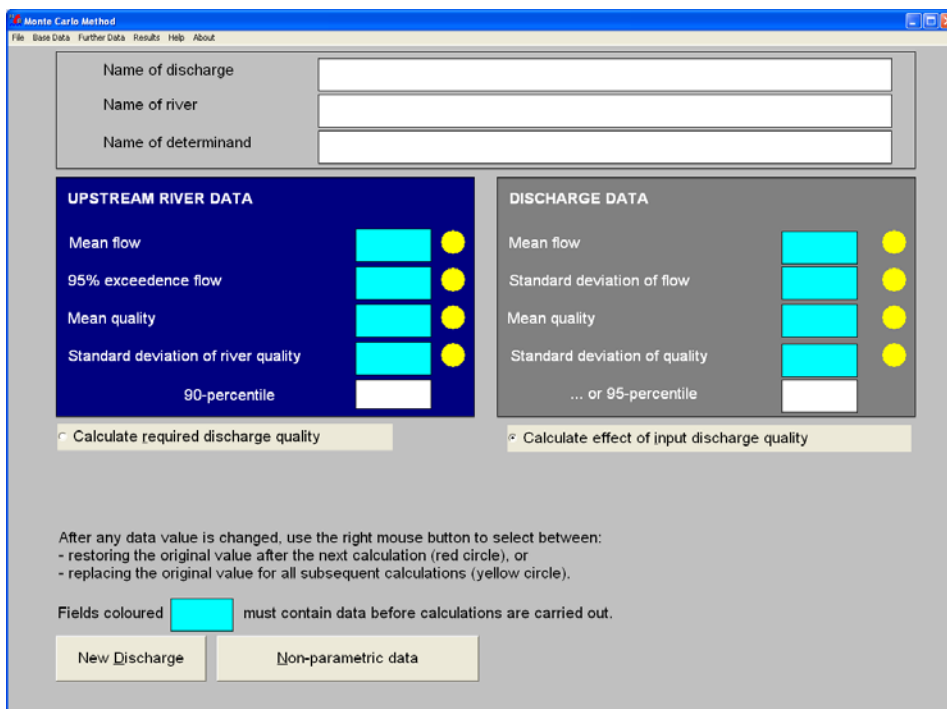 Monte Carlo Method
File Base Data Further Data Results Help About
Name of discharge
Name of river
Name of determinand
UPSTREAM RIVER DATA
Mean flow
95% exceedence flow
Mean quality
Standard deviation of river quality
90-percentile
DISCHARGE DATA
Mean flow
Standard deviation of flow
Mean quality
Standard deviation of quality
... or 95-percentile
Calculate required discharge quality
Calculate effect of input discharge quality
After any data value is changed, use the right mouse button to select between:
- restoring the original value after the next calculation (red circle), or
- replacing the original value for all subsequent calculations (yellow circle).
Fields coloured must contain data before calculations are carried out.
New Discharge
Non-parametric data